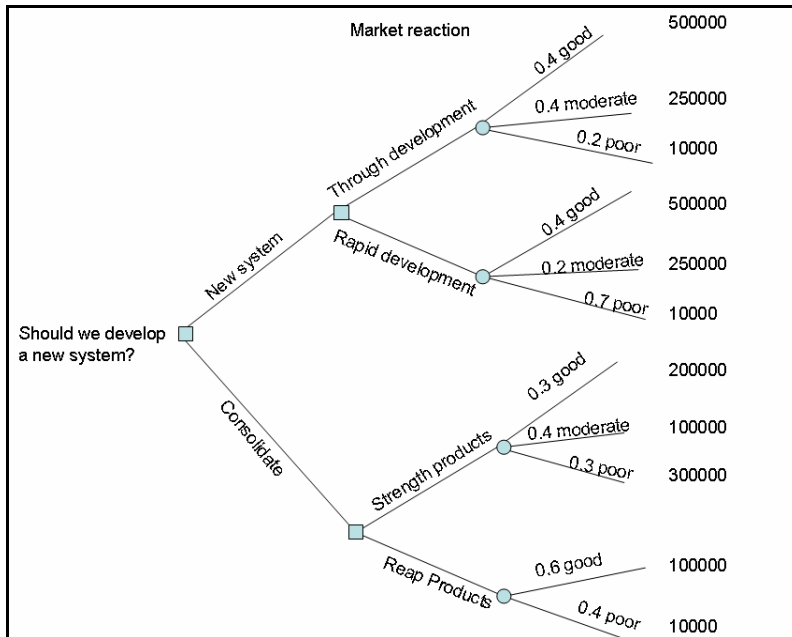 Market reaction
500000
0.4 good
Through development
0.4 moderate
250000
0.2 poor
10000
New system
Rapid development
0.4 good
500000
0.2 moderate
250000
0.7 poor
10000
Should we develop
a new system?
Consolidate
Strength products
0.3 good
200000
0.4 moderate
100000
0.3 poor
300000
Reap Products
0.6 good
100000
0.4 poor
10000